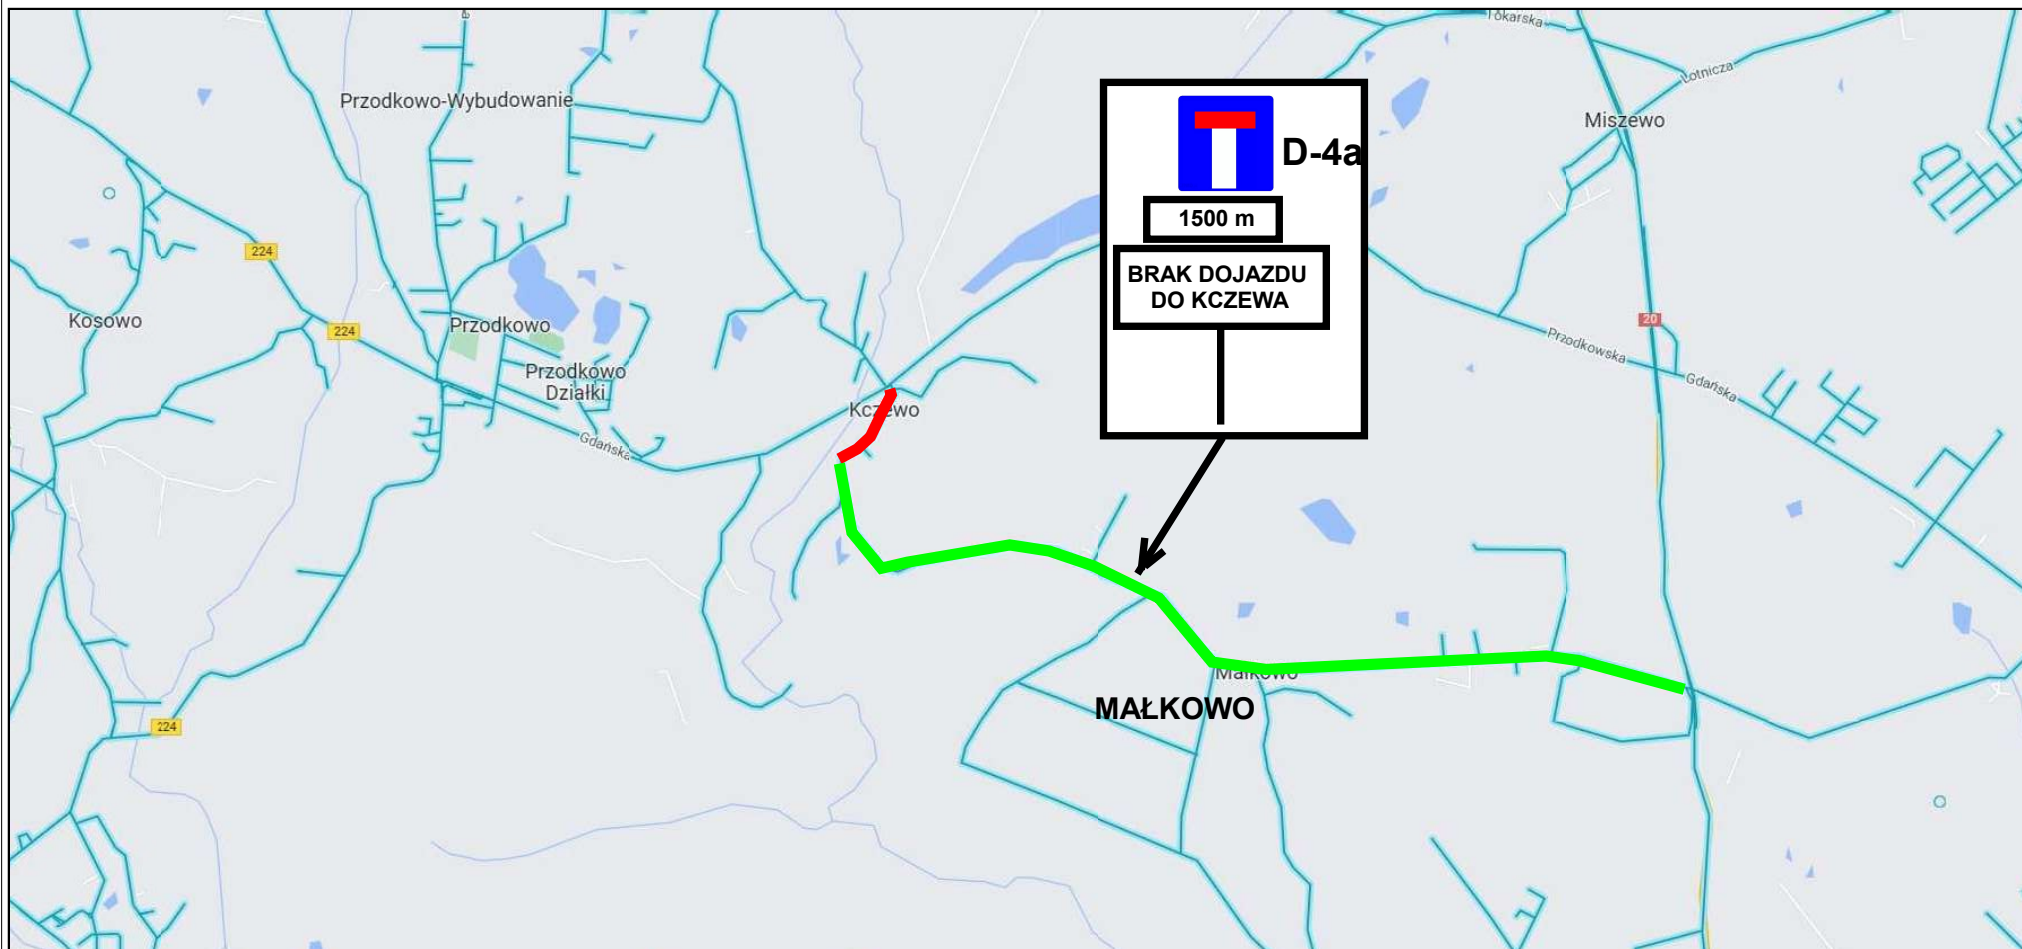 Tokarska
Lotnicza
Przodkowo-Wybudowanie
Miszewo
D-4a
1500 m
224
BRAK DOJAZDU
DO KCZEWA
Kosowo
224
Przodkowo
20
Przodkowska
Przodkowo
Działki
Gdańska
Kczewo
Gdańska
Małkowo
MAŁKOWO
224